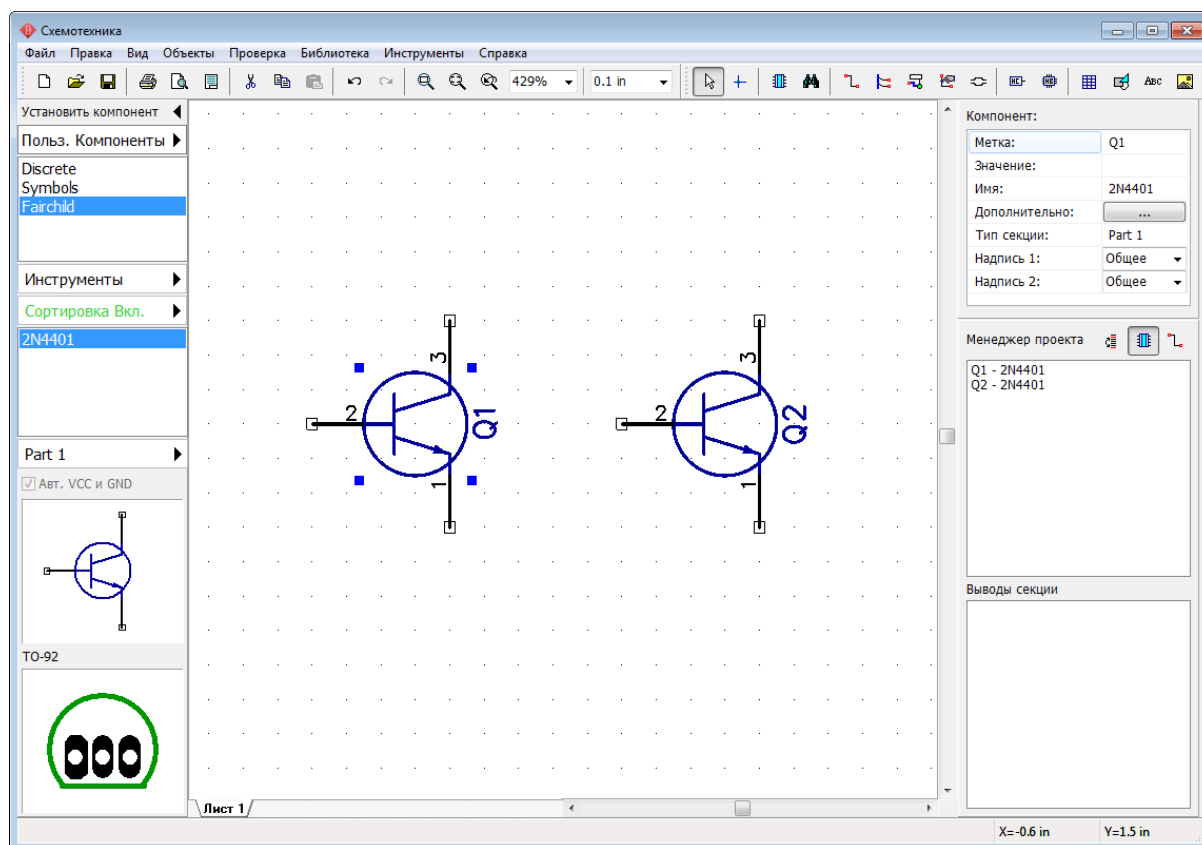 Схемотехника
Файл Правка Вид Объекты Проверка Библиотека Инструменты Справка
429% 0.1 in ABC
Установить компонент
Польз. Компоненты
Discrete
Symbols
Fairchild
Инструменты
Сортировка Вкл.
2N4401
Part 1
Авт. VCC и GND
TO-92
3
2
Q1
1
3
2
Q2
1
Лист 1
Компонент:
Метка: Q1
Значение:
Имя: 2N4401
Дополнительно: ...
Тип секции: Part 1
Надпись 1: Общее
Надпись 2: Общее
Менеджер проекта
Q1 - 2N4401
Q2 - 2N4401
Выводы секции
X=-0.6 in Y=1.5 in